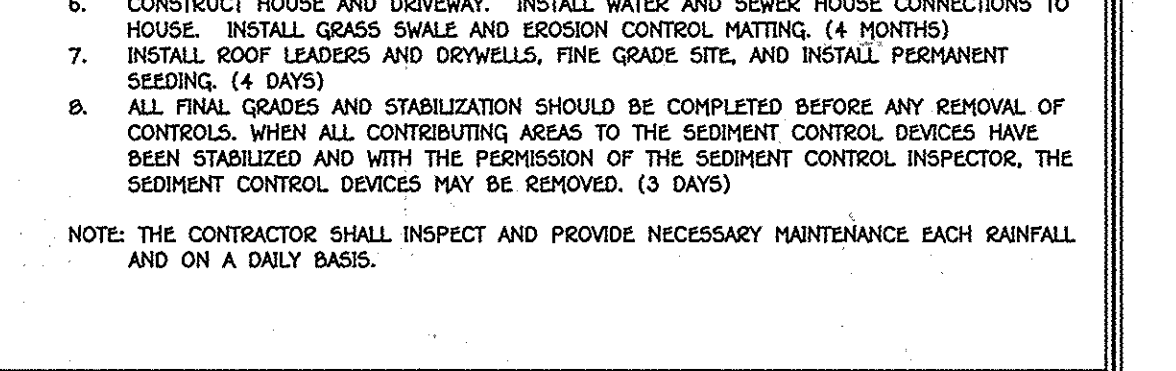 6. CONSTRUCT HOUSE AND DRIVEWAY. INSTALL WATER AND SEWER HOUSE CONNECTIONS TO
HOUSE. INSTALL GRASS SWALE AND EROSION CONTROL MATTING. (4 MONTHS)
7. INSTALL ROOF LEADERS AND DRYWELLS, FINE GRADE SITE, AND INSTALL PERMANENT
SEEDING. (4 DAYS)
8. ALL FINAL GRADES AND STABILIZATION SHOULD BE COMPLETED BEFORE ANY REMOVAL OF
CONTROLS. WHEN ALL CONTRIBUTING AREAS TO THE SEDIMENT CONTROL DEVICES HAVE
BEEN STABILIZED AND WITH THE PERMISSION OF THE SEDIMENT CONTROL INSPECTOR, THE
SEDIMENT CONTROL DEVICES MAY BE REMOVED. (3 DAYS)
NOTE: THE CONTRACTOR SHALL INSPECT AND PROVIDE NECESSARY MAINTENANCE EACH RAINFALL
AND ON A DAILY BASIS.